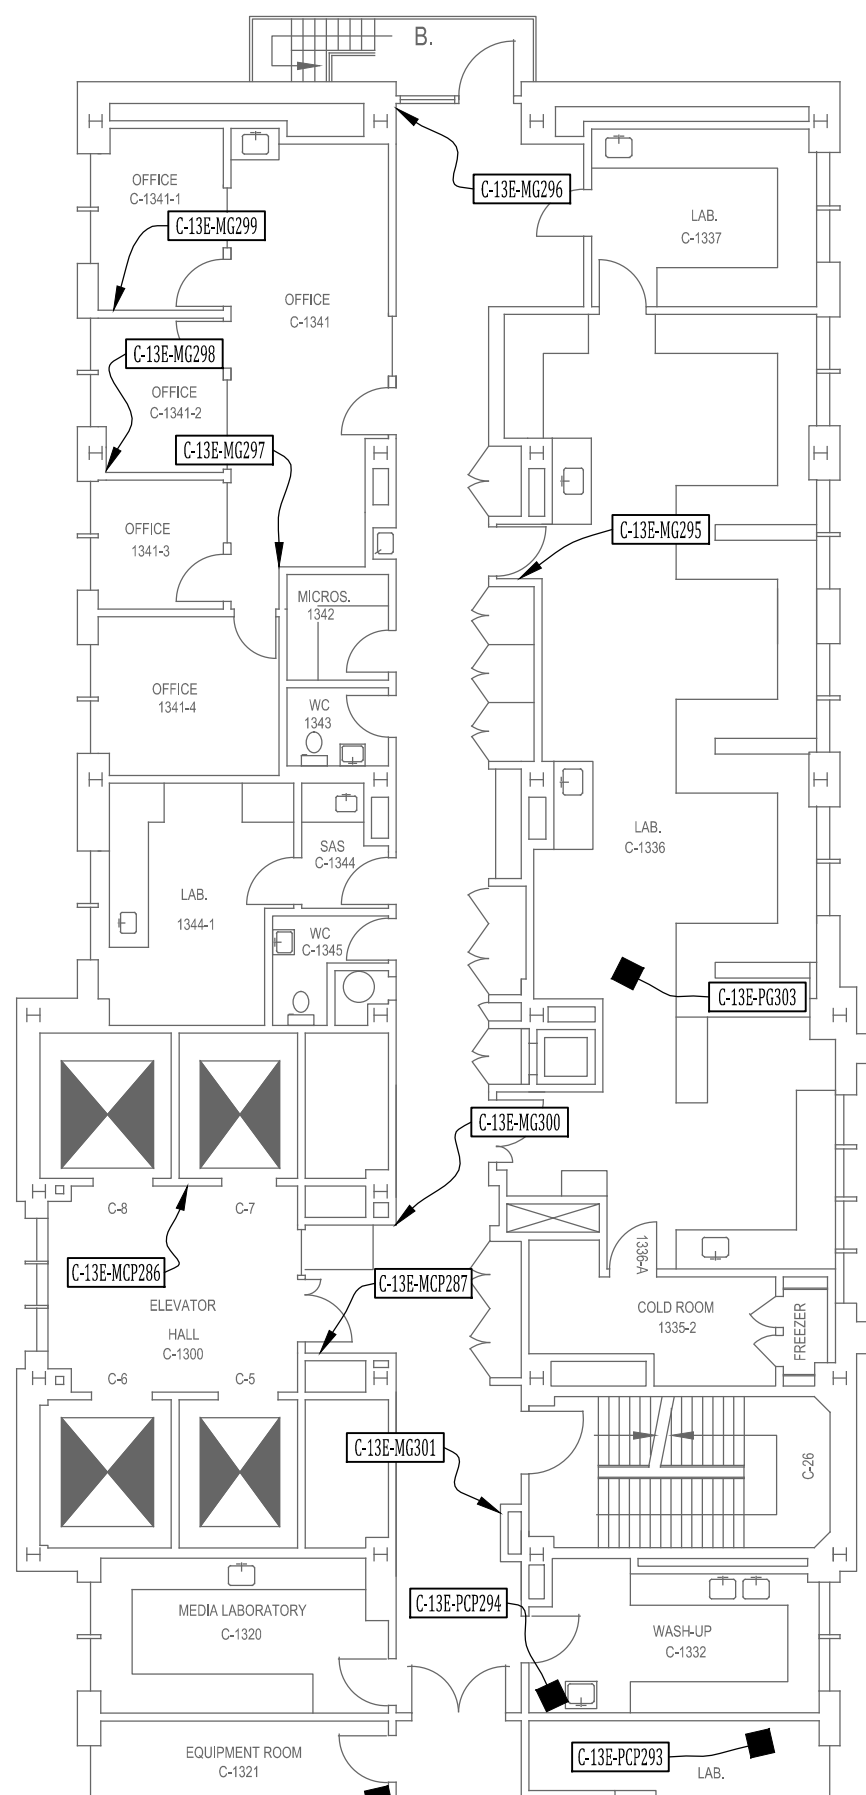 B.
C-13E-MG296
OFFICE
C-1341-1
C-13E-MG299
LAB.
C-1337
OFFICE
C-1341
C-13E-MG298
OFFICE
C-1341-2
C-13E-MG297
OFFICE
1341-3
C-13E-MG295
MICROS.
1342
OFFICE
1341-4
WC
1343
LAB.
C-1336
SAS
C-1344
LAB.
1344-1
WC
C-1345
C-13E-PG303
C-13E-MG300
C-8
C-7
1336-A
C-13E-MCP286
C-13E-MCP287
ELEVATOR
HALL
C-1300
COLD ROOM
1335-2
FREEZER
C-6
C-5
C-13E-MG301
C-26
C-13E-PCP294
MEDIA LABORATORY
C-1320
WASH-UP
C-1332
EQUIPMENT ROOM
C-1321
C-13E-PCP293
LAB.